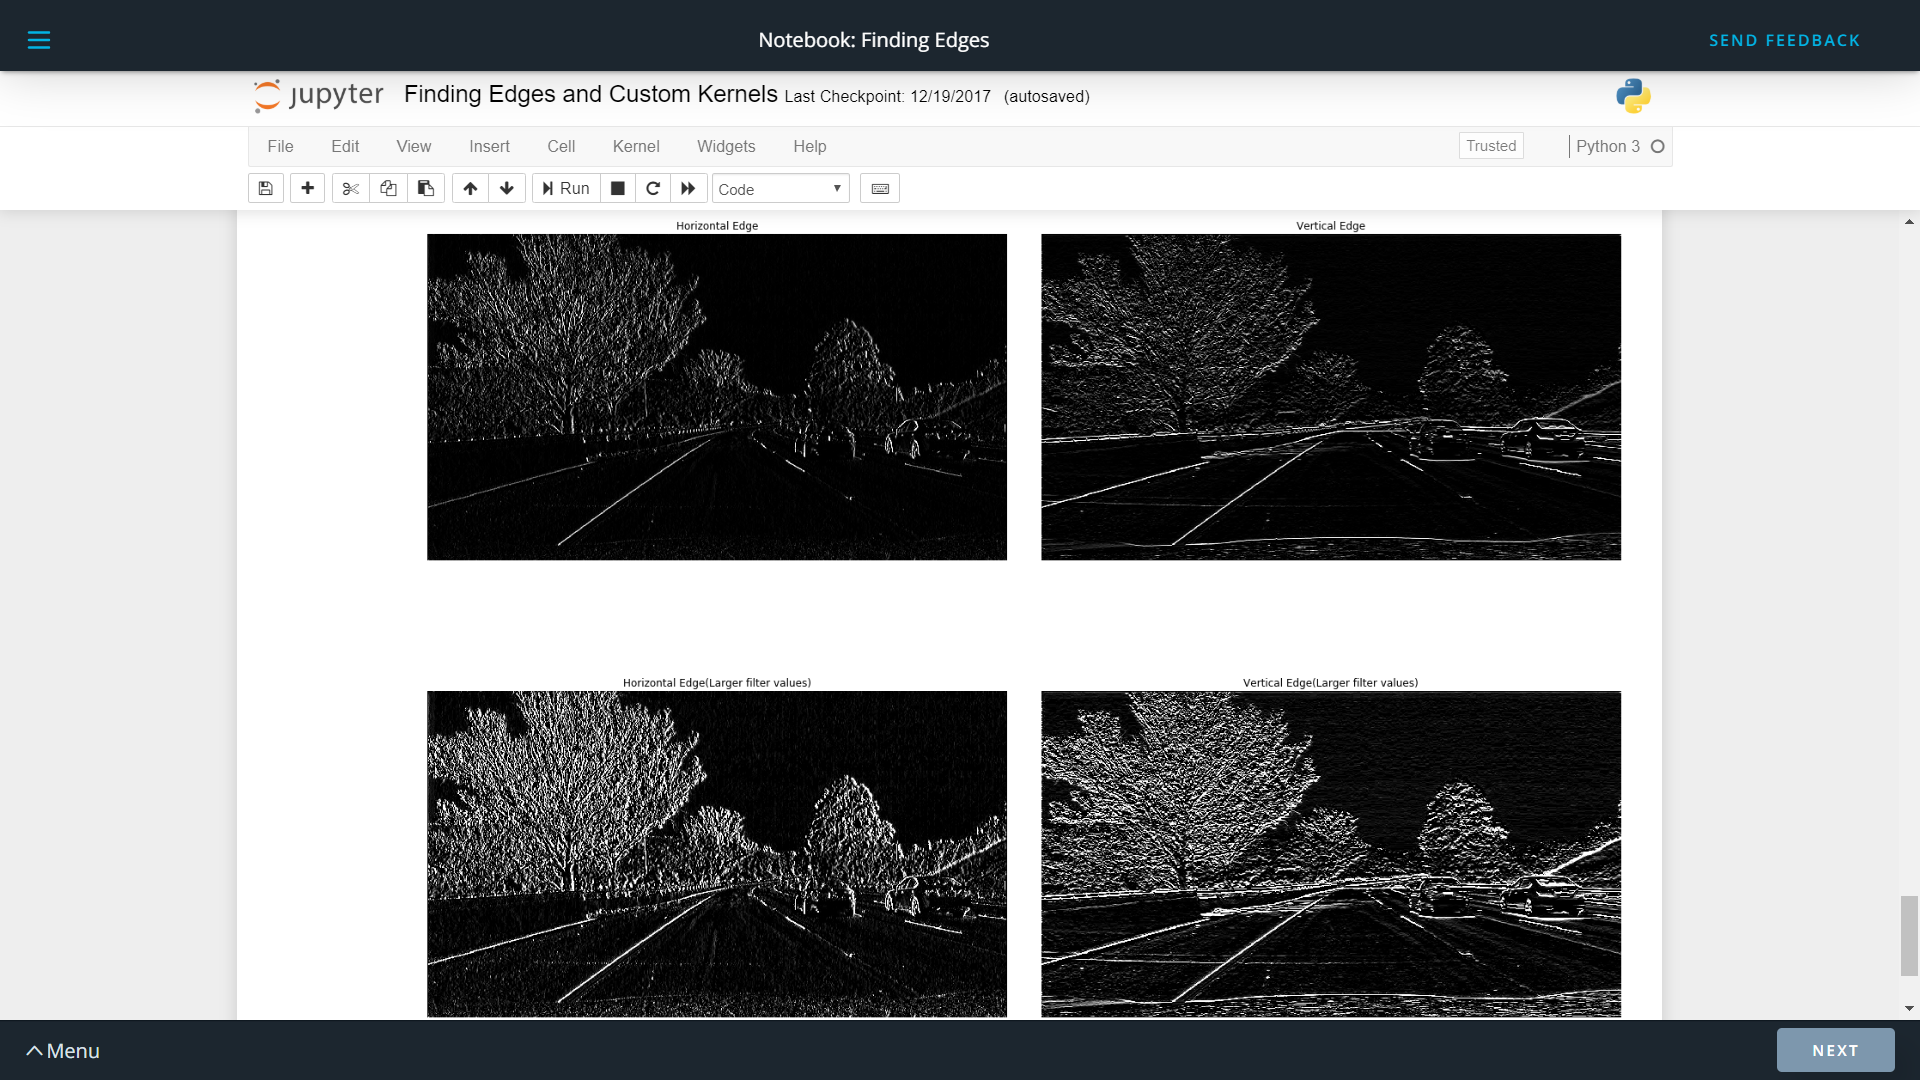 Notebook: Finding Edges
SEND FEEDBACK
jupyter Finding Edges and Custom Kernels Last Checkpoint: 12/19/2017 (autosaved)
File Edit View Insert Cell Kernel Widgets Help Trusted Python 3
Run Code
Horizontal Edge Vertical Edge
Horizontal Edge(Larger filter values) Vertical Edge(Larger filter values)
Menu NEXT